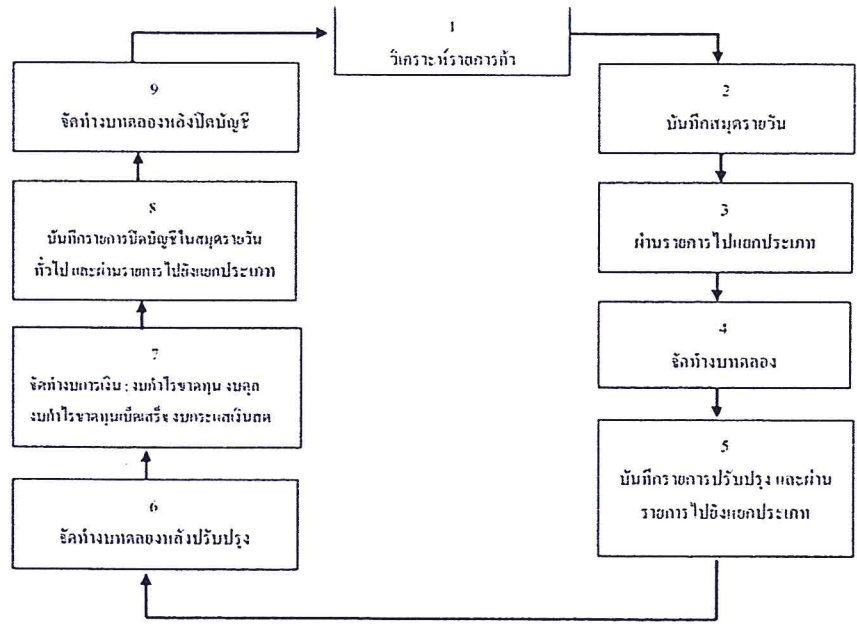 1
วิเคราะห์รายการค้า
2
บันทึกสมุดรายวัน
3
ผ่านรายการไปแยกประเภท
4
จัดทำงบทดลอง
5
บันทึกรายการปรับปรุง และผ่าน
รายการไปยังแยกประเภท
6
จัดทำงบทดลองหลังปรับปรุง
7
จัดทำงบการเงิน : งบกำไรขาดทุน งบดุล
งบกำไรขาดทุนเบ็ดเสร็จ งบกระแสเงินสด
8
บันทึกรายการปิดบัญชีในสมุดรายวัน
ทั่วไป และผ่านรายการไปยังแยกประเภท
9
จัดทำงบทดลองหลังปิดบัญชี